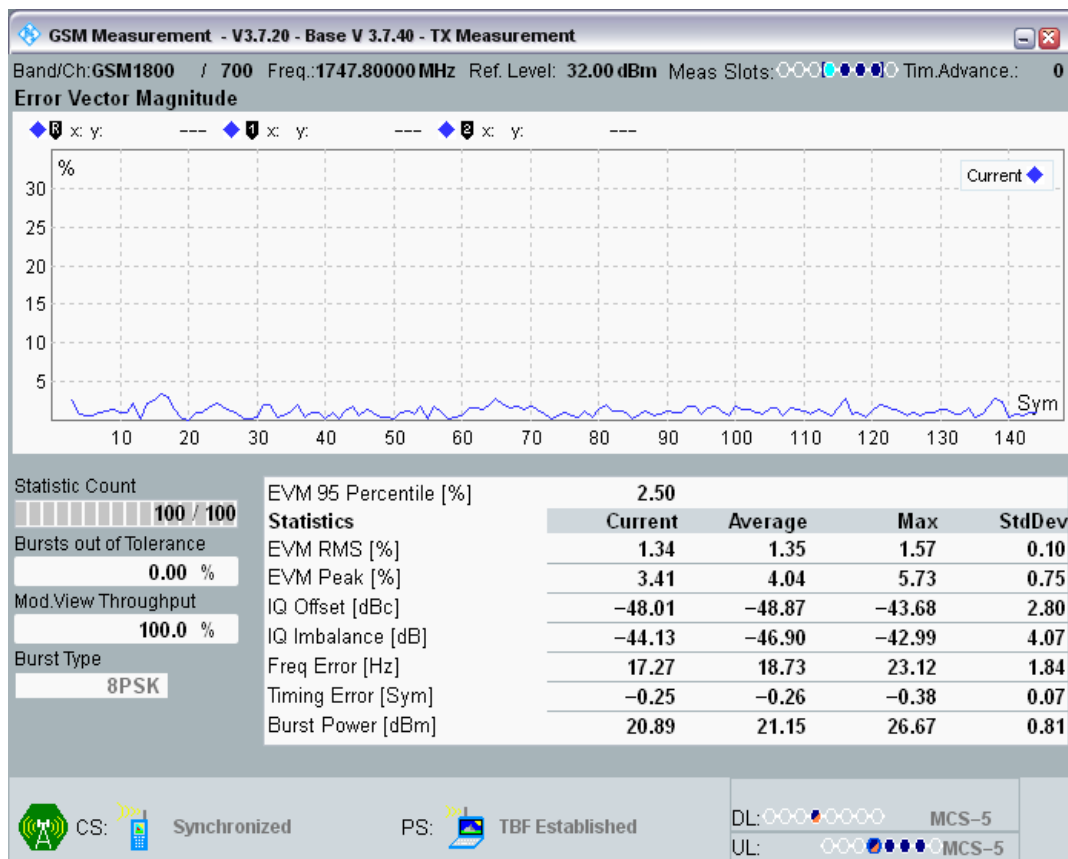 GSM Measurement - V3.7.20 - Base V 3.7.40 - TX Measurement
Band/Ch:GSM1800 / 700 Freq.:1747.80000 MHz Ref. Level: 32.00 dBm Meas Slots: Tim.Advance.: 0
Error Vector Magnitude
R x: y: --- 1 x: y: --- 2 x: y: ---
%
Current
30
25
20
15
10
5
Sym
10 20 30 40 50 60 70 80 90 100 110 120 130 140
Statistic Count
100 / 100
Bursts out of Tolerance
0.00 %
Mod.View Throughput
100.0 %
Burst Type
8PSK
EVM 95 Percentile [%] 2.50
Statistics Current Average Max StdDev
EVM RMS [%] 1.34 1.35 1.57 0.10
EVM Peak [%] 3.41 4.04 5.73 0.75
IQ Offset [dBc] −48.01 −48.87 −43.68 2.80
IQ Imbalance [dB] −44.13 −46.90 −42.99 4.07
Freq Error [Hz] 17.27 18.73 23.12 1.84
Timing Error [Sym] −0.25 −0.26 −0.38 0.07
Burst Power [dBm] 20.89 21.15 26.67 0.81
CS: Synchronized PS: TBF Established
DL: MCS−5
UL: MCS−5